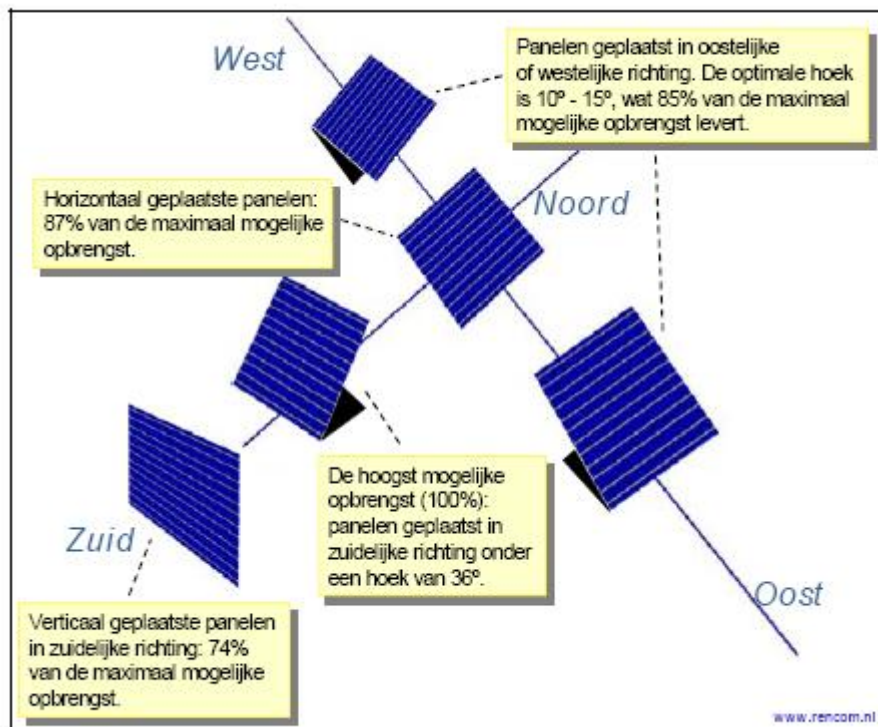 West
Panelen geplaatst in oostelijke
of westelijke richting. De optimale hoek
is 10º - 15º, wat 85% van de maximaal
mogelijke opbrengst levert.
Horizontaal geplaatste panelen:
87% van de maximaal mogelijke
opbrengst.
Noord
De hoogst mogelijke
opbrengst (100%):
panelen geplaatst in
zuidelijke richting onder
een hoek van 36º.
Zuid
Oost
Verticaal geplaatste panelen
in zuidelijke richting: 74%
van de maximaal mogelijke
opbrengst.
www.rencom.nl